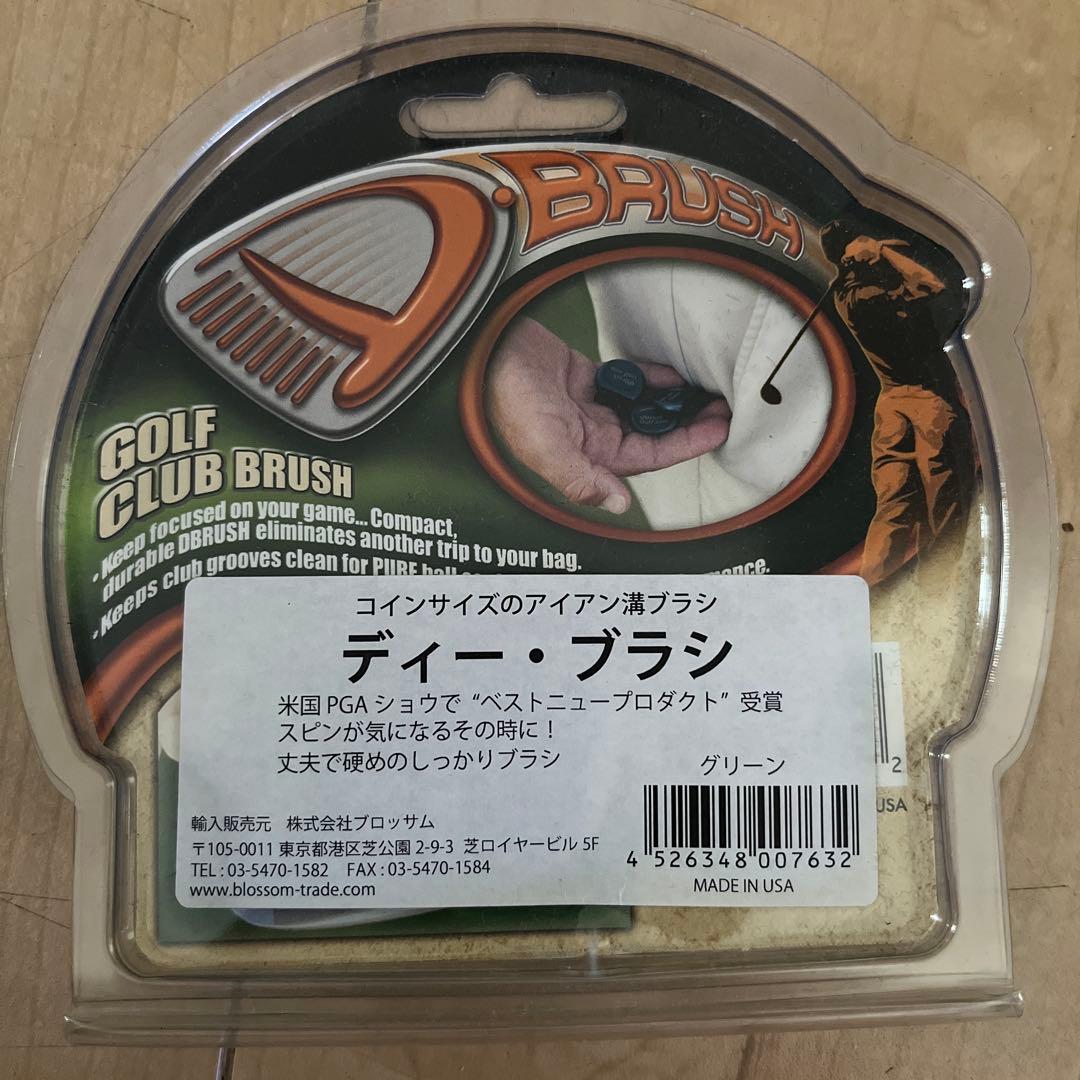 D·BRUSH
GOLF
CLUB BRUSH
• Keep focused on your game... Compact,
durable DBRUSH eliminates another trip to your bag.
• Keeps club grooves clean for PURE ball
コインサイズのアイアン溝ブラシ
ディー・ブラシ
米国 PGA ショウで “ベストニュープロダクト” 受賞
スピンが気になるその時に！
丈夫で硬めのしっかりブラシ
グリーン
輸入販売元 株式会社ブロッサム
〒105-0011 東京都港区芝公園 2-9-3 芝ロイヤービル 5F
TEL : 03-5470-1582 FAX : 03-5470-1584
www.blossom-trade.com
4 526348 007632
MADE IN USA
2
USA